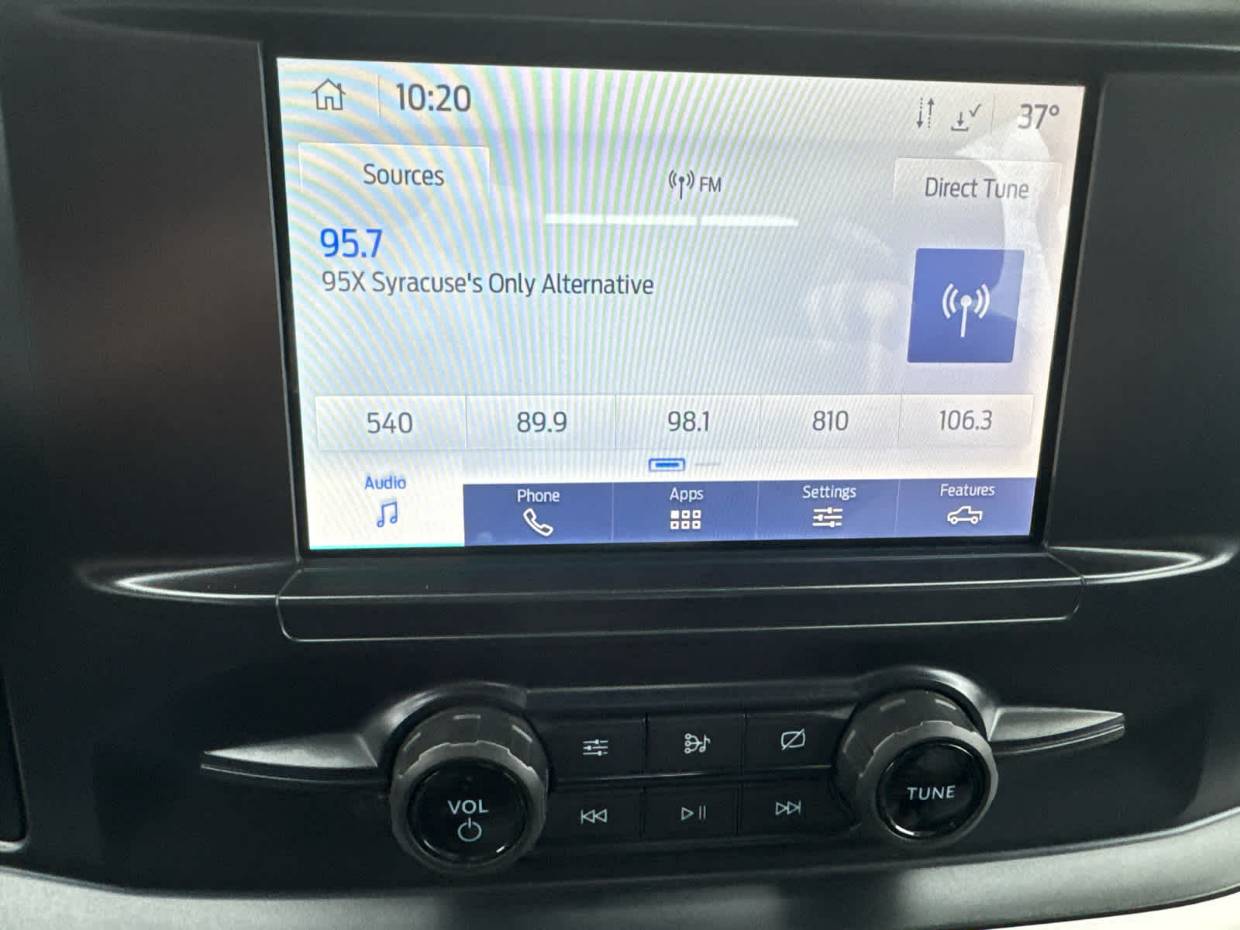 10:20
37°
Sources
FM
Direct Tune
95.7
95X Syracuse's Only Alternative
540
89.9
98.1
810
106.3
Audio
Phone
Apps
Settings
Features
VOL
TUNE